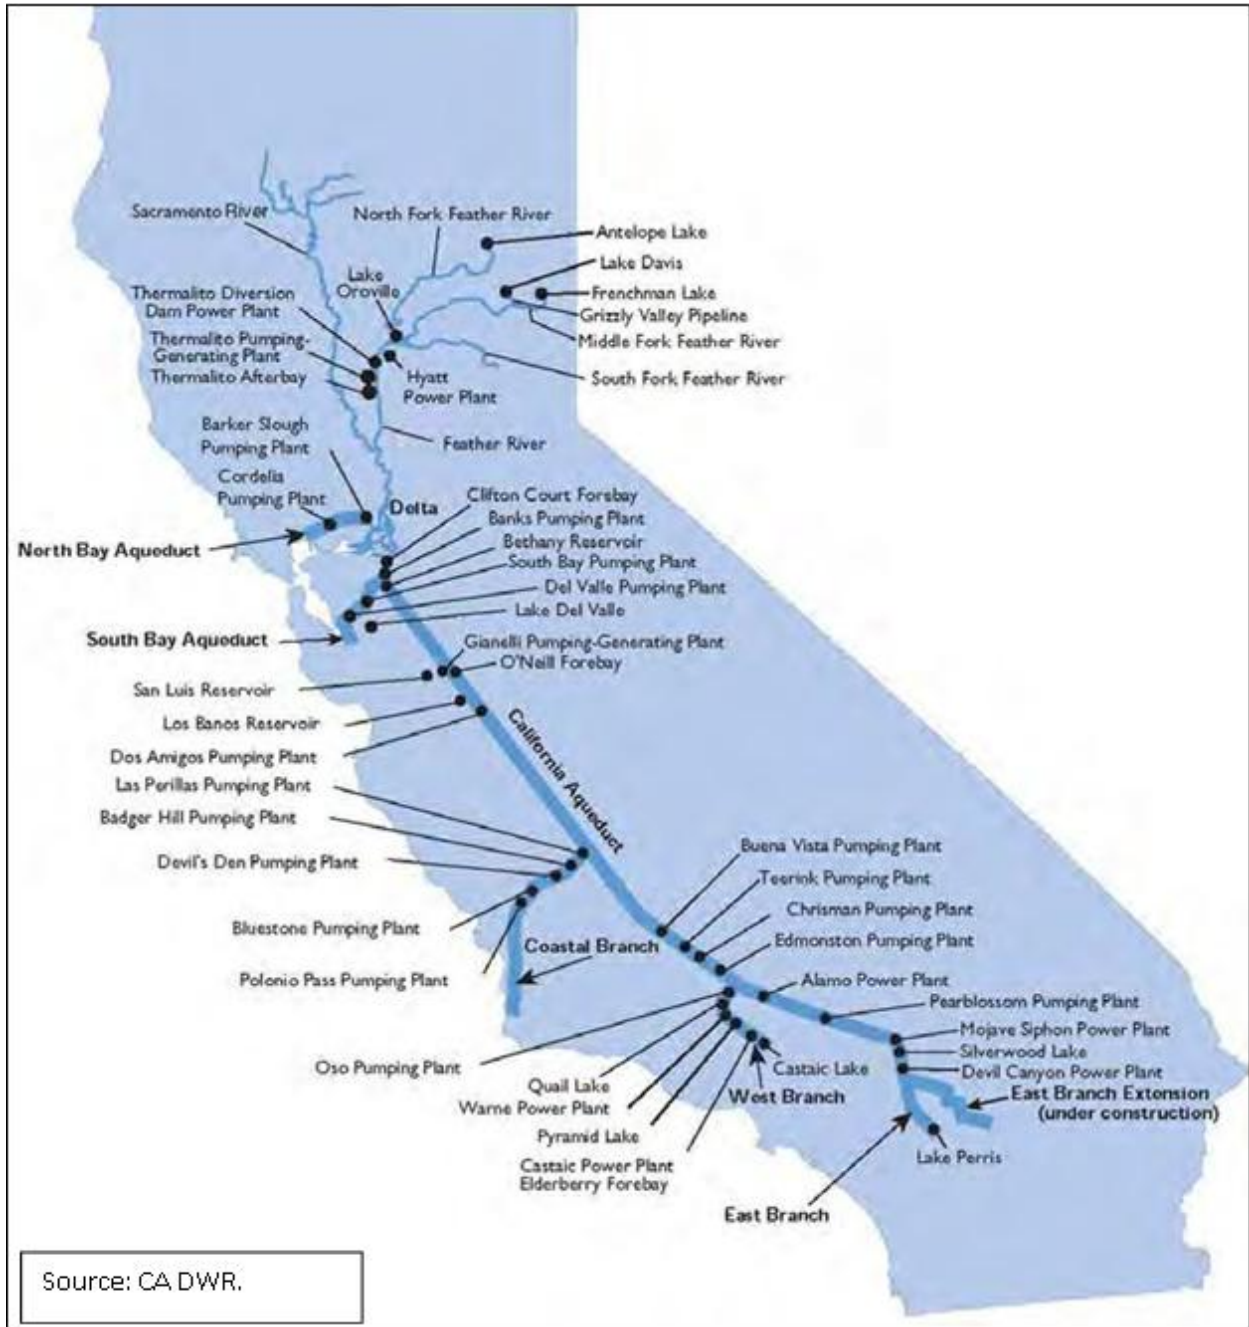 Sacramento River
North Fork Feather River
Antelope Lake
Lake Davis
Lake
Oroville
Thermalito Diversion
Dam Power Plant
Frenchman Lake
Grizzly Valley Pipeline
Thermalito Pumping-
Generating Plant
Middle Fork Feather River
Thermalito Afterbay
Hyatt
Power Plant
South Fork Feather River
Barker Slough
Pumping Plant
Feather River
Cordelia
Pumping Plant
Delta
Clifton Court Forebay
Banks Pumping Plant
North Bay Aqueduct
Bethany Reservoir
South Bay Pumping Plant
Del Valle Pumping Plant
Lake Del Valle
South Bay Aqueduct
Gianelli Pumping-Generating Plant
O'Neill Forebay
San Luis Reservoir
Los Banos Reservoir
California Aqueduct
Dos Amigos Pumping Plant
Las Perillas Pumping Plant
Badger Hill Pumping Plant
Devil's Den Pumping Plant
Buena Vista Pumping Plant
Teerink Pumping Plant
Chrisman Pumping Plant
Bluestone Pumping Plant
Edmonston Pumping Plant
Coastal Branch
Polonio Pass Pumping Plant
Alamo Power Plant
Pearblossom Pumping Plant
Mojave Siphon Power Plant
Silverwood Lake
Oso Pumping Plant
Castaic Lake
Devil Canyon Power Plant
Quail Lake
West Branch
East Branch Extension
(under construction)
Warne Power Plant
Pyramid Lake
Lake Perris
Castaic Power Plant
Elderberry Forebay
East Branch
Source: CA DWR.